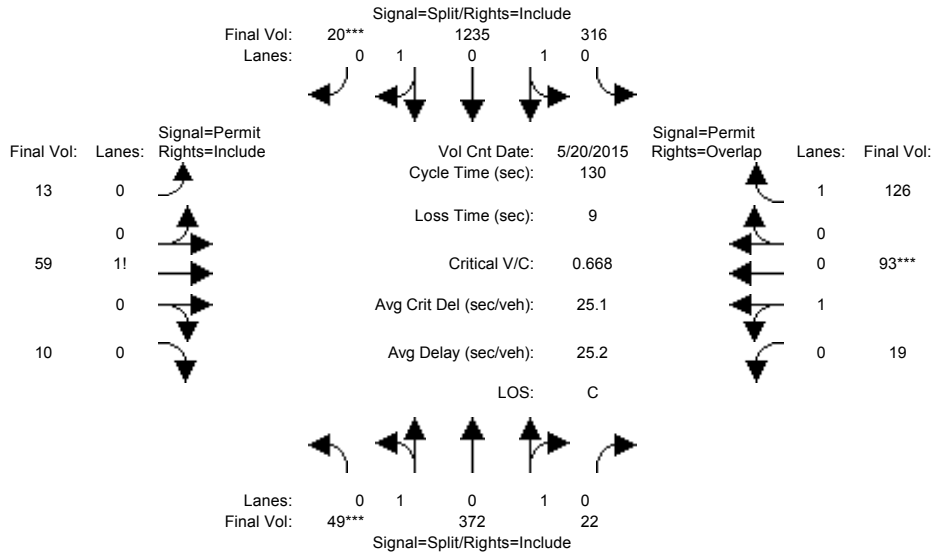 Signal=Split/Rights=Include
Final Vol: 20*** 1235 316
Lanes: 0 1 0 1 0
Signal=Permit Signal=Permit
Final Vol: Lanes: Rights=Include Vol Cnt Date: 5/20/2015 Rights=Overlap Lanes: Final Vol:
Cycle Time (sec): 130
13 0 1 126
Loss Time (sec): 9
0 0
59 1! Critical V/C: 0.668 0 93***
0 Avg Crit Del (sec/veh): 25.1 1
10 0 Avg Delay (sec/veh): 25.2 0 19
LOS: C
Lanes: 0 1 0 1 0
Final Vol: 49*** 372 22
Signal=Split/Rights=Include